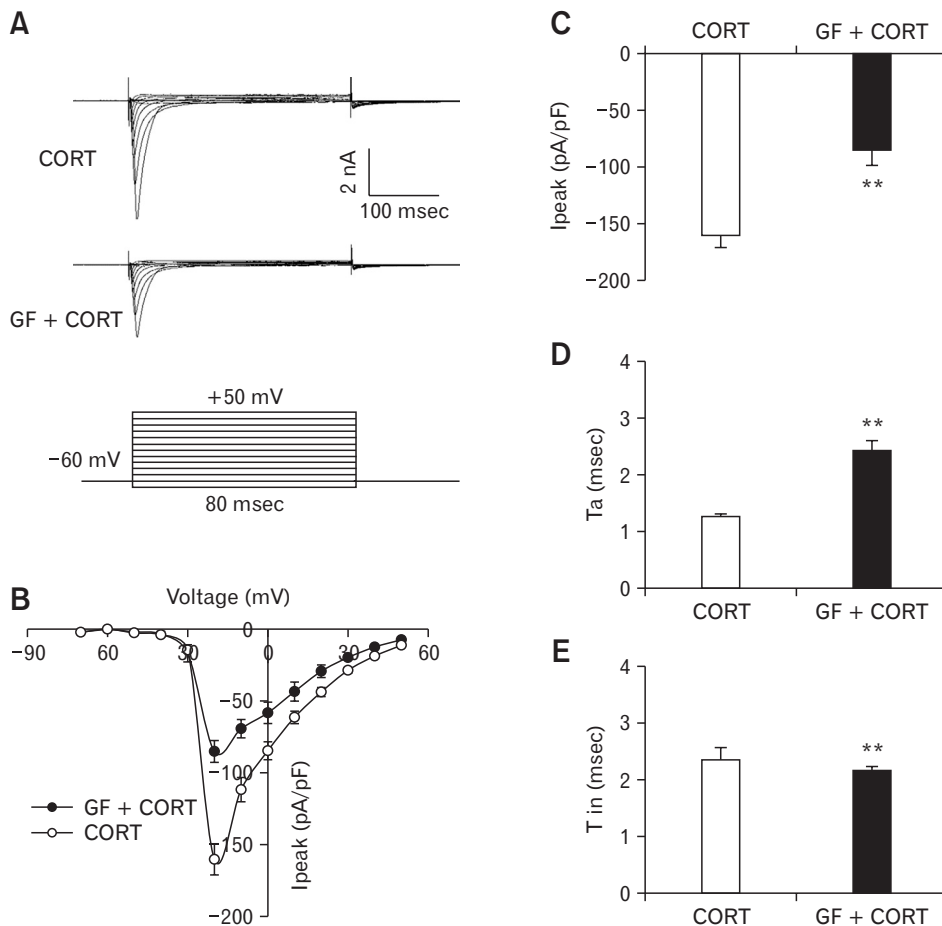 A
CORT
2 nA
100 msec
GF + CORT
+50 mV
−60 mV
80 msec
B
Voltage (mV)
−90 60 30 0 30 60
0
−50
−100
−150
−200
Ipeak (pA/pF)
GF + CORT
CORT
C
CORT GF + CORT
0
−50
−100
−150
−200
Ipeak (pA/pF)
**
D
4
3
2
1
0
Ta (msec)
**
CORT GF + CORT
E
4
3
2
1
0
T in (msec)
**
CORT GF + CORT